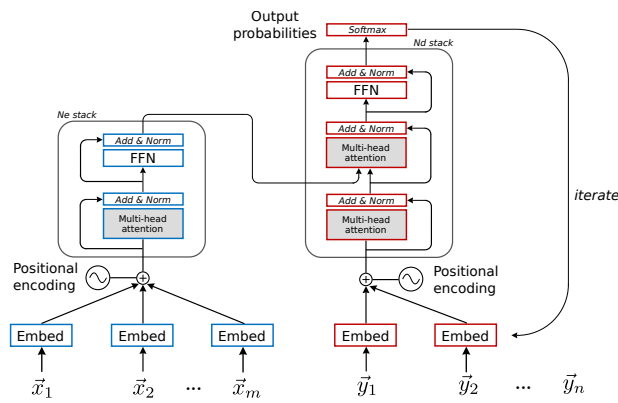 Output
probabilities
Softmax
Nd stack
Add & Norm
FFN
Add & Norm
Multi-head
attention
Add & Norm
Multi-head
attention
Ne stack
Add & Norm
FFN
Add & Norm
Multi-head
attention
iterate
Positional
encoding
+
+
Positional
encoding
Embed
Embed
Embed
Embed
Embed
x⃗₁
x⃗₂
...
x⃗ₘ
y⃗₁
y⃗₂
...
y⃗ₙ